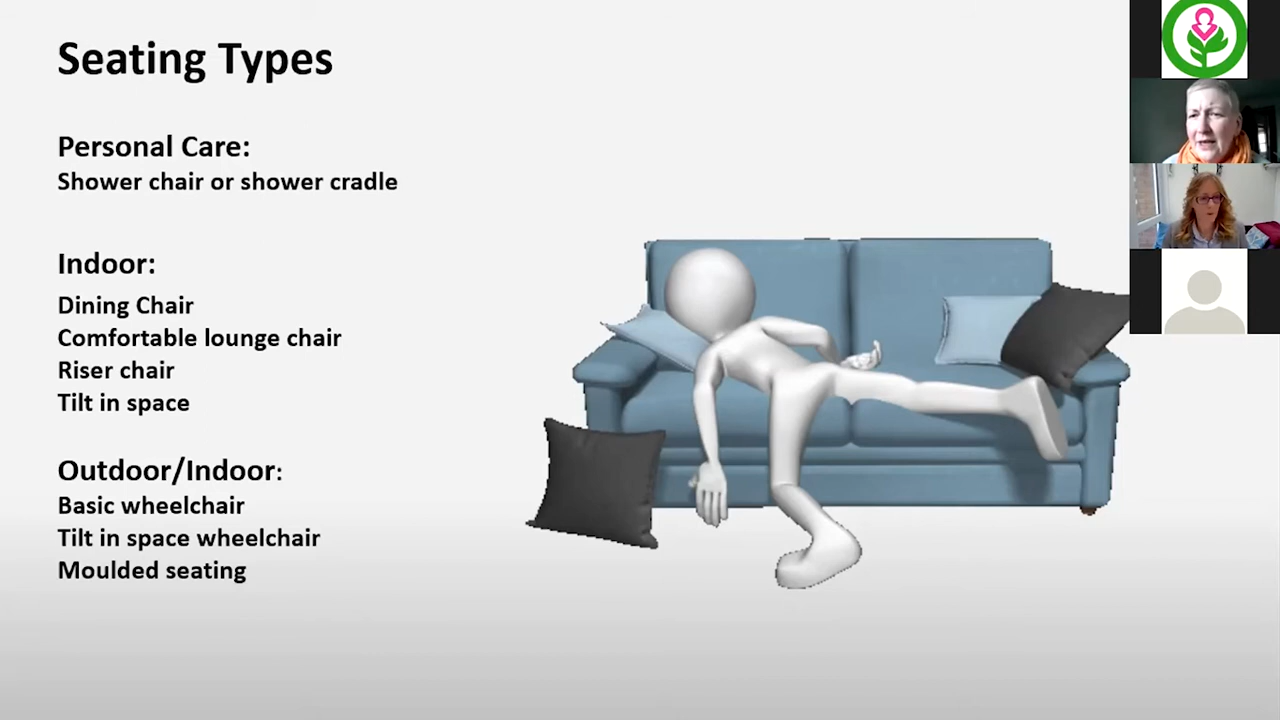 Seating Types
Personal Care:
Shower chair or shower cradle
Indoor:
Dining Chair
Comfortable lounge chair
Riser chair
Tilt in space
Outdoor/Indoor:
Basic wheelchair
Tilt in space wheelchair
Moulded seating